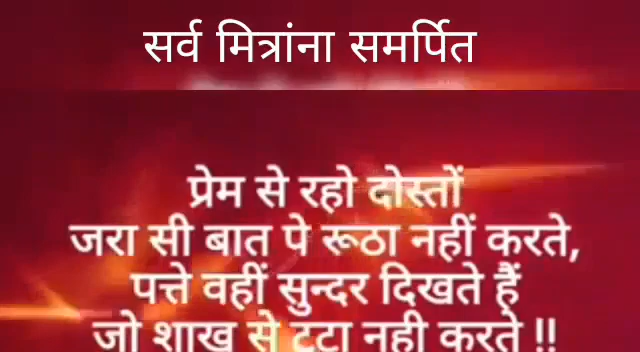 सर्व मित्रांना समर्पित
प्रेम से रहो दोस्तों
जरा सी बात पे रूठा नहीं करते,
पत्ते वहीं सुन्दर दिखते हैं
जो शाख से टूटा नही करते !!